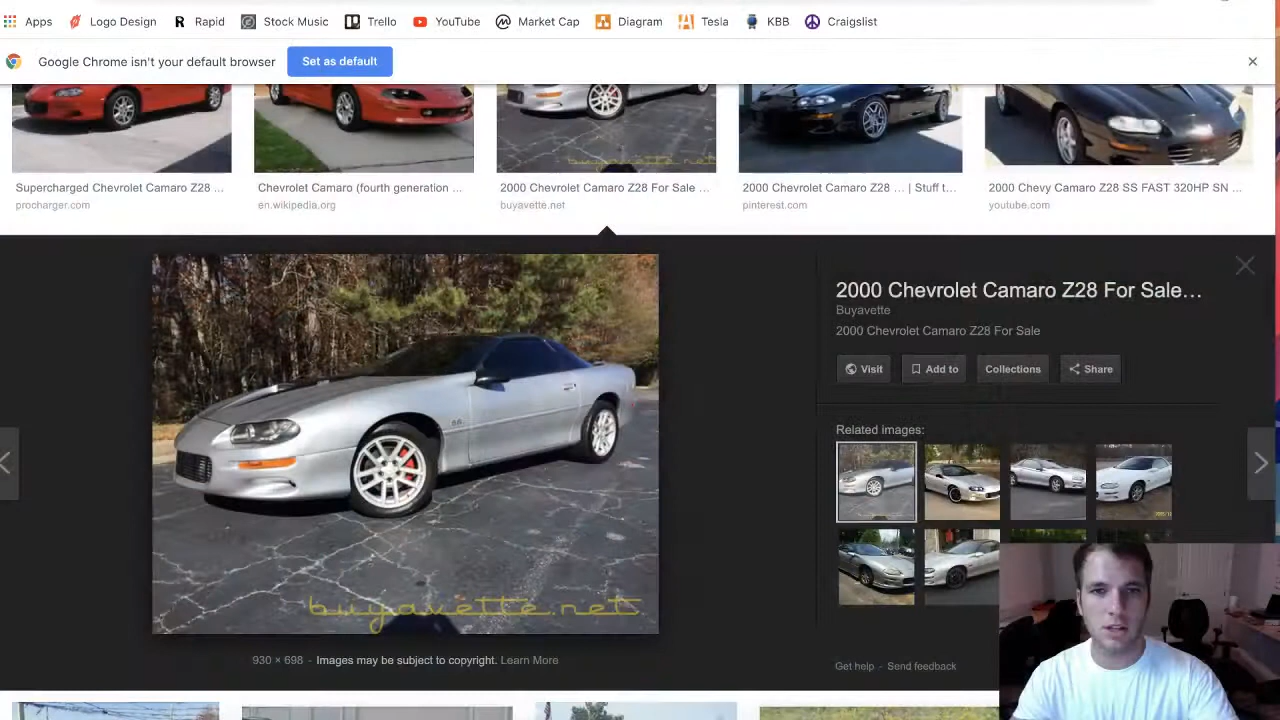 Apps Logo Design Rapid Stock Music Trello YouTube Market Cap Diagram Tesla KBB Craigslist
Google Chrome isn't your default browser Set as default
Supercharged Chevrolet Camaro Z28 ... Chevrolet Camaro (fourth generation ... 2000 Chevrolet Camaro Z28 For Sale ... 2000 Chevrolet Camaro Z28 ... | Stuff t... 2000 Chevy Camaro Z28 SS FAST 320HP SN ...
procharger.com en.wikipedia.org buyavette.net pinterest.com youtube.com
2000 Chevrolet Camaro Z28 For Sale...
Buyavette
2000 Chevrolet Camaro Z28 For Sale
Visit Add to Collections Share
Related images:
buyavette.net
930 × 698 - Images may be subject to copyright. Learn More
Get help - Send feedback